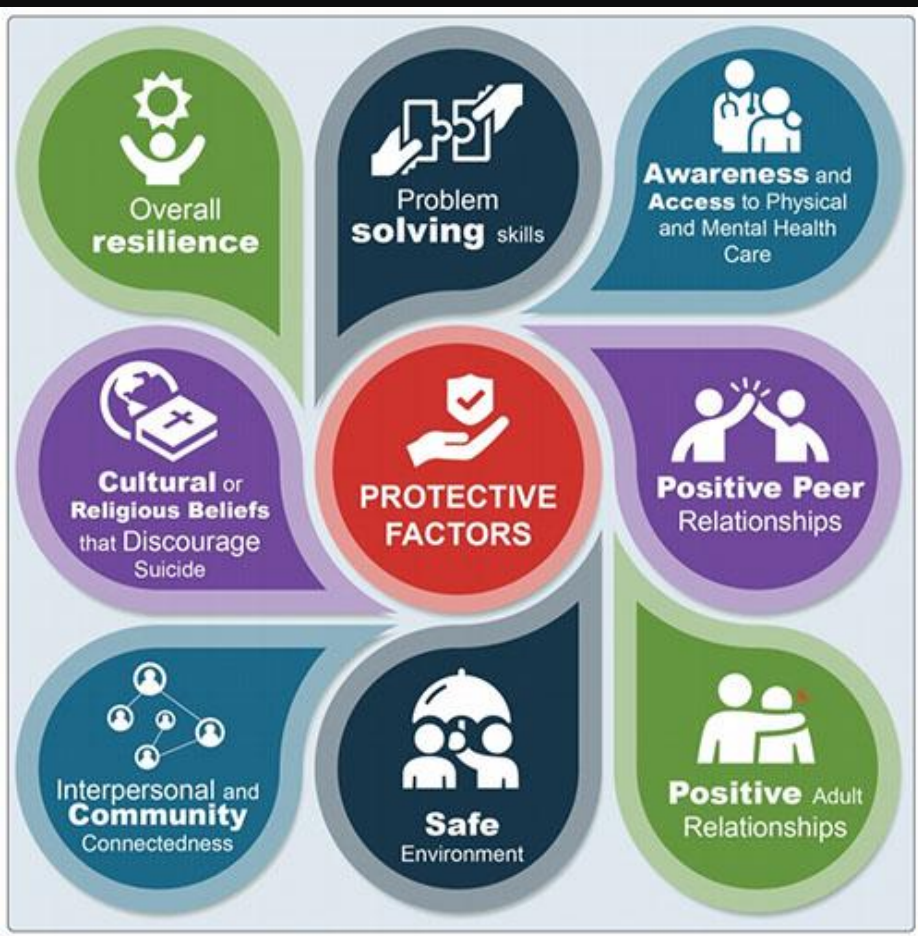 Overall
resilience
Problem
solving skills
Awareness and
Access to Physical
and Mental Health
Care
Cultural or
Religious Beliefs
that Discourage
Suicide
PROTECTIVE
FACTORS
Positive Peer
Relationships
Interpersonal and
Community
Connectedness
Safe
Environment
Positive Adult
Relationships